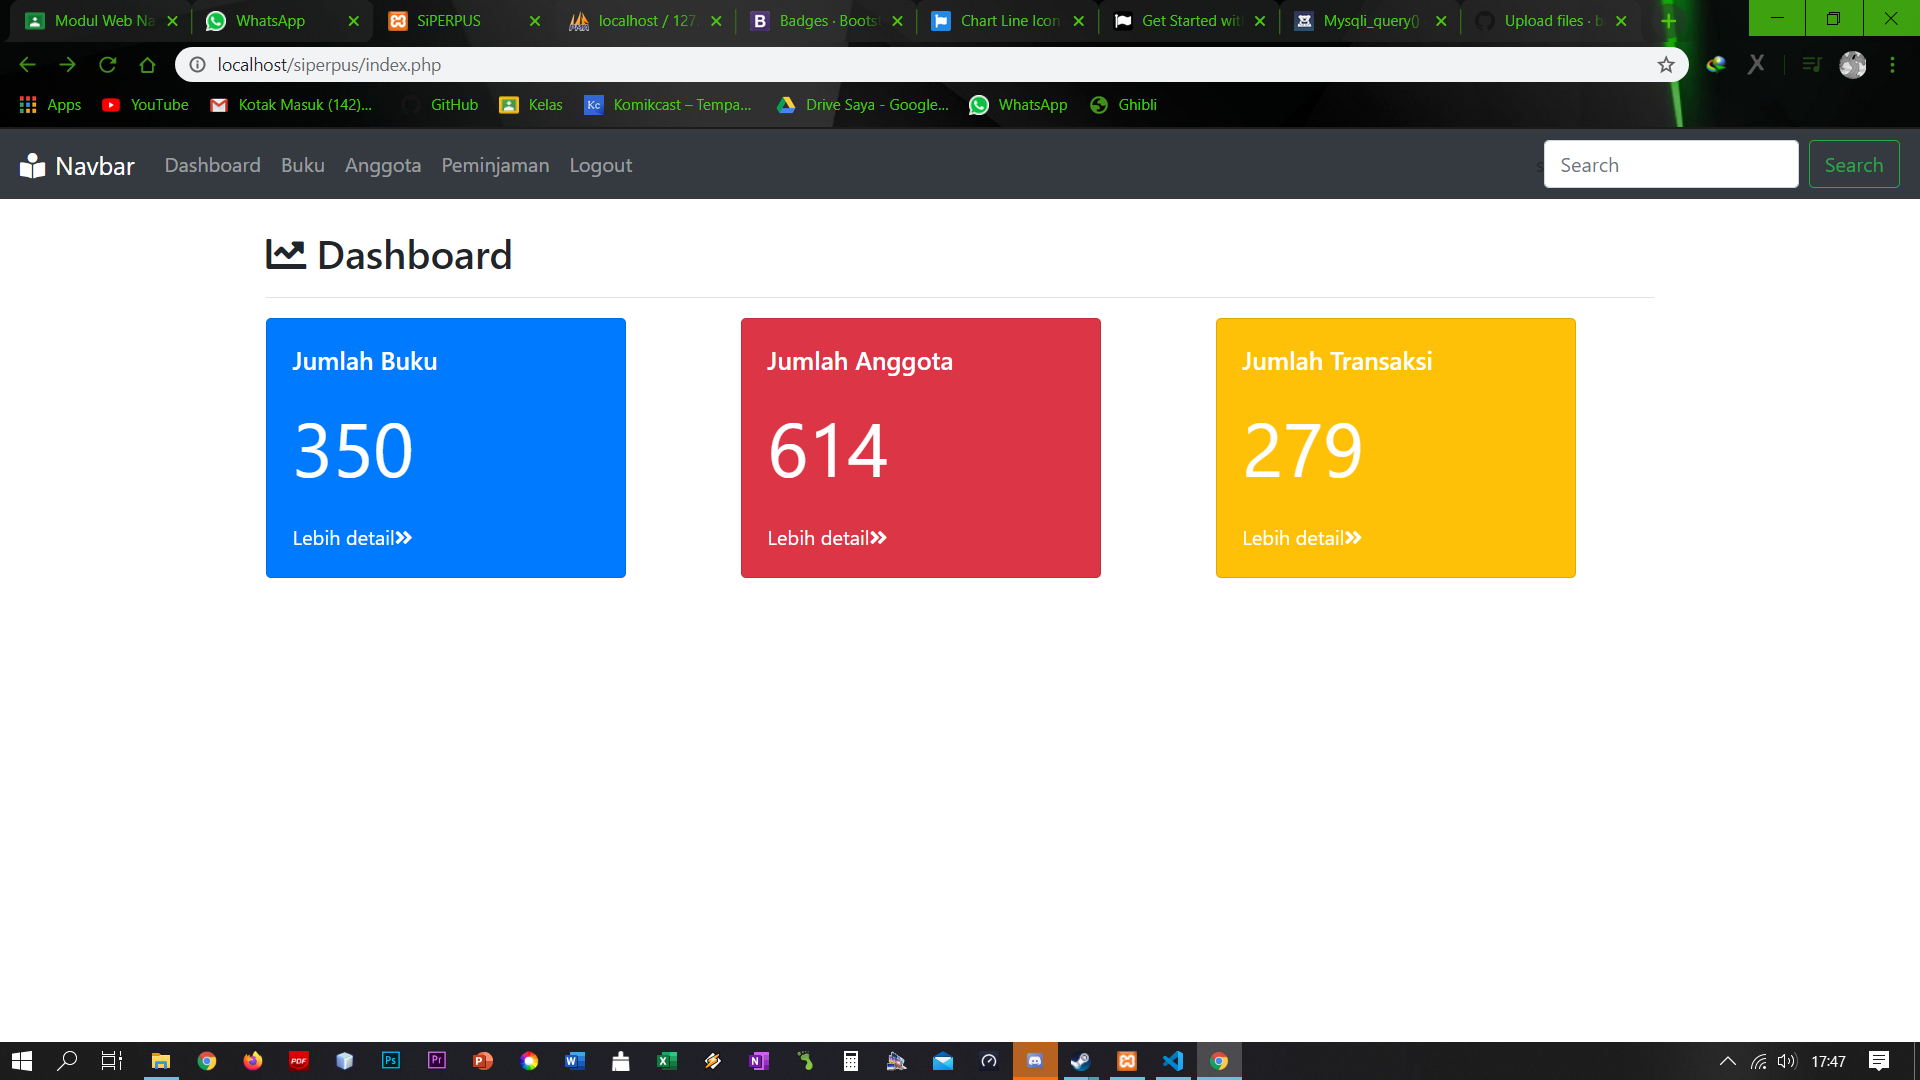 Modul Web Na
WhatsApp
SiPERPUS
localhost / 127.
Badges · Boots
Chart Line Icon
Get Started wit
Mysqli_query()
Upload files · b
localhost/siperpus/index.php
Apps
YouTube
Kotak Masuk (142)...
GitHub
Kc
Kelas
Komikcast – Tempa...
Drive Saya - Google...
WhatsApp
Ghibli
Navbar
Dashboard
Buku
Anggota
Peminjaman
Logout
s
Search
Search
Dashboard
Jumlah Buku
350
Lebih detail»
Jumlah Anggota
614
Lebih detail»
Jumlah Transaksi
279
Lebih detail»
17:47